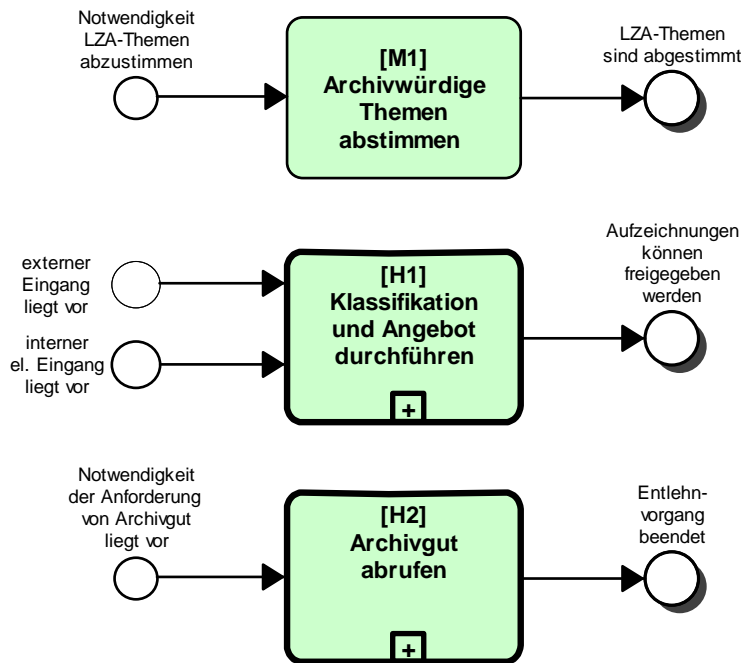 Notwendigkeit
LZA-Themen
abzustimmen
[M1]
Archivwürdige
Themen
abstimmen
LZA-Themen
sind abgestimmt
externer
Eingang
liegt vor
interner
el. Eingang
liegt vor
[H1]
Klassifikation
und Angebot
durchführen
+
Aufzeichnungen
können
freigegeben
werden
Notwendigkeit
der Anforderung
von Archivgut
liegt vor
[H2]
Archivgut
abrufen
+
Entlehn-
vorgang
beendet